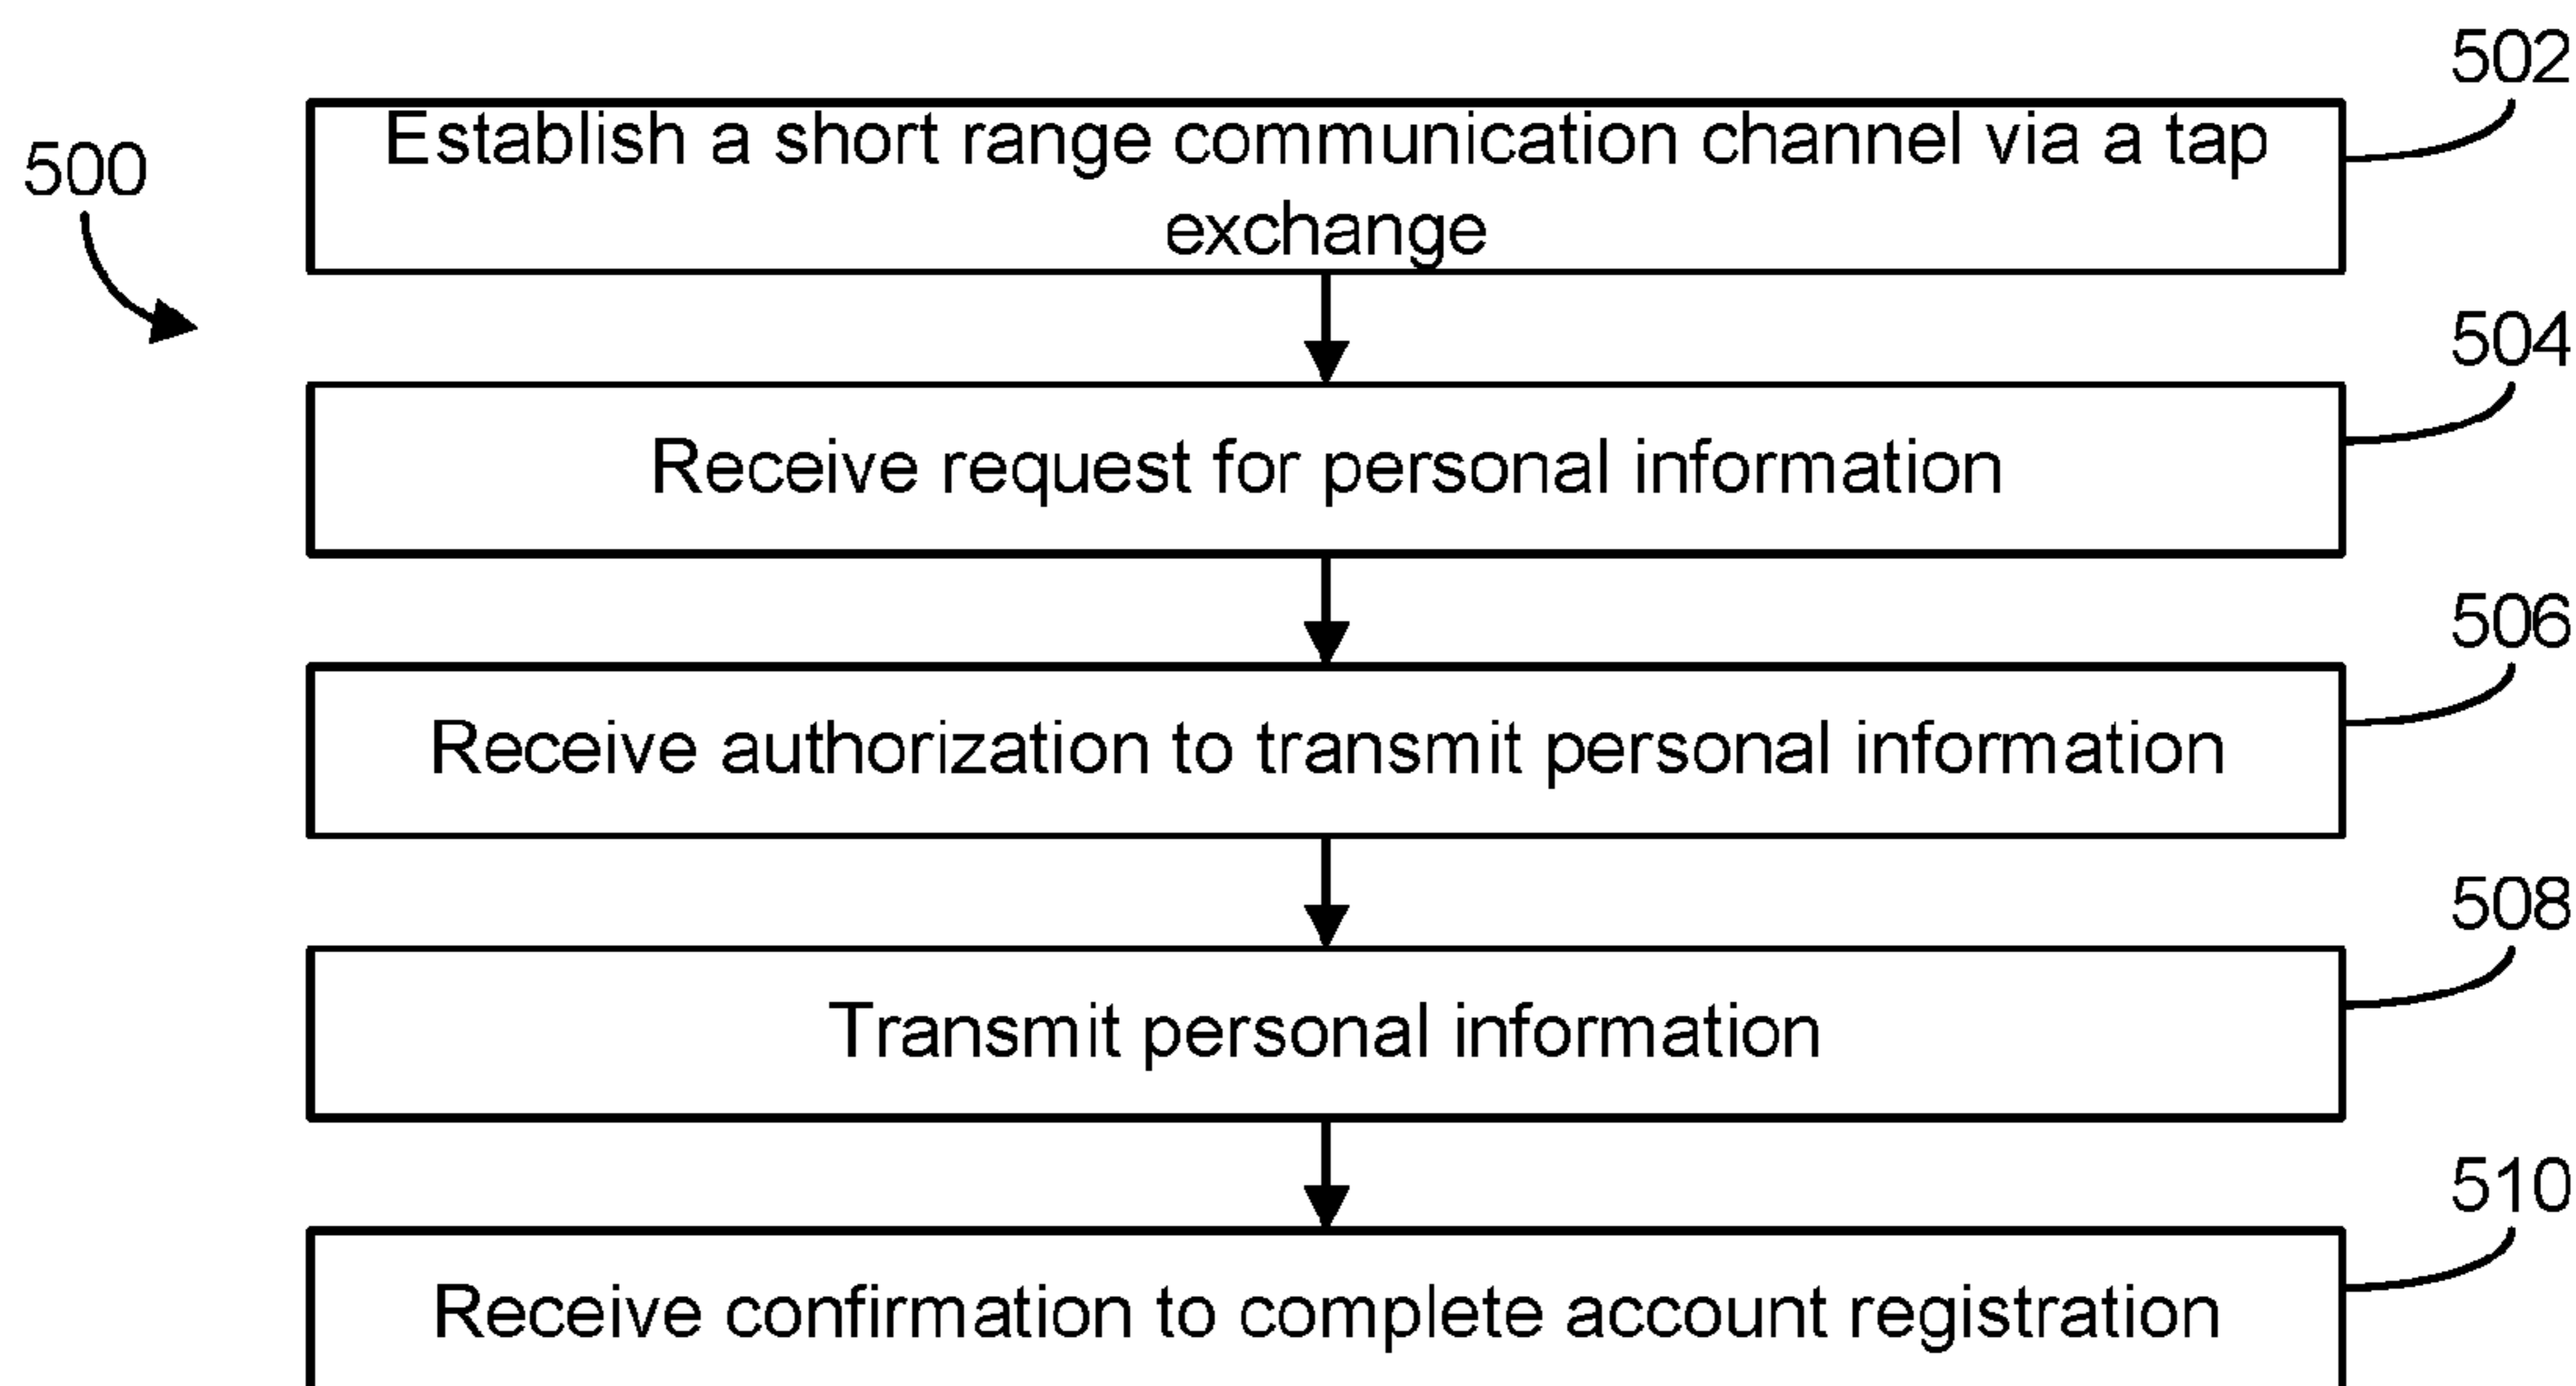 502
Establish a short range communication channel via a tap
exchange
500
504
Receive request for personal information
506
Receive authorization to transmit personal information
508
Transmit personal information
510
Receive confirmation to complete account registration